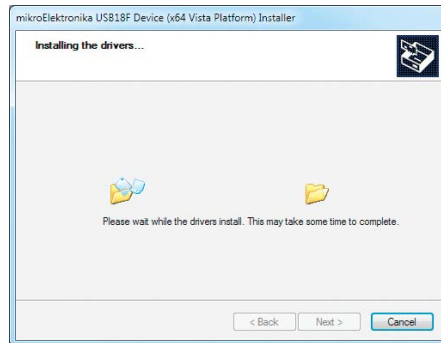 mikroElektronika USB18F Device (x64 Vista Platform) Installer
Installing the drivers...
Please wait while the drivers install. This may take some time to complete.
< Back Next > Cancel